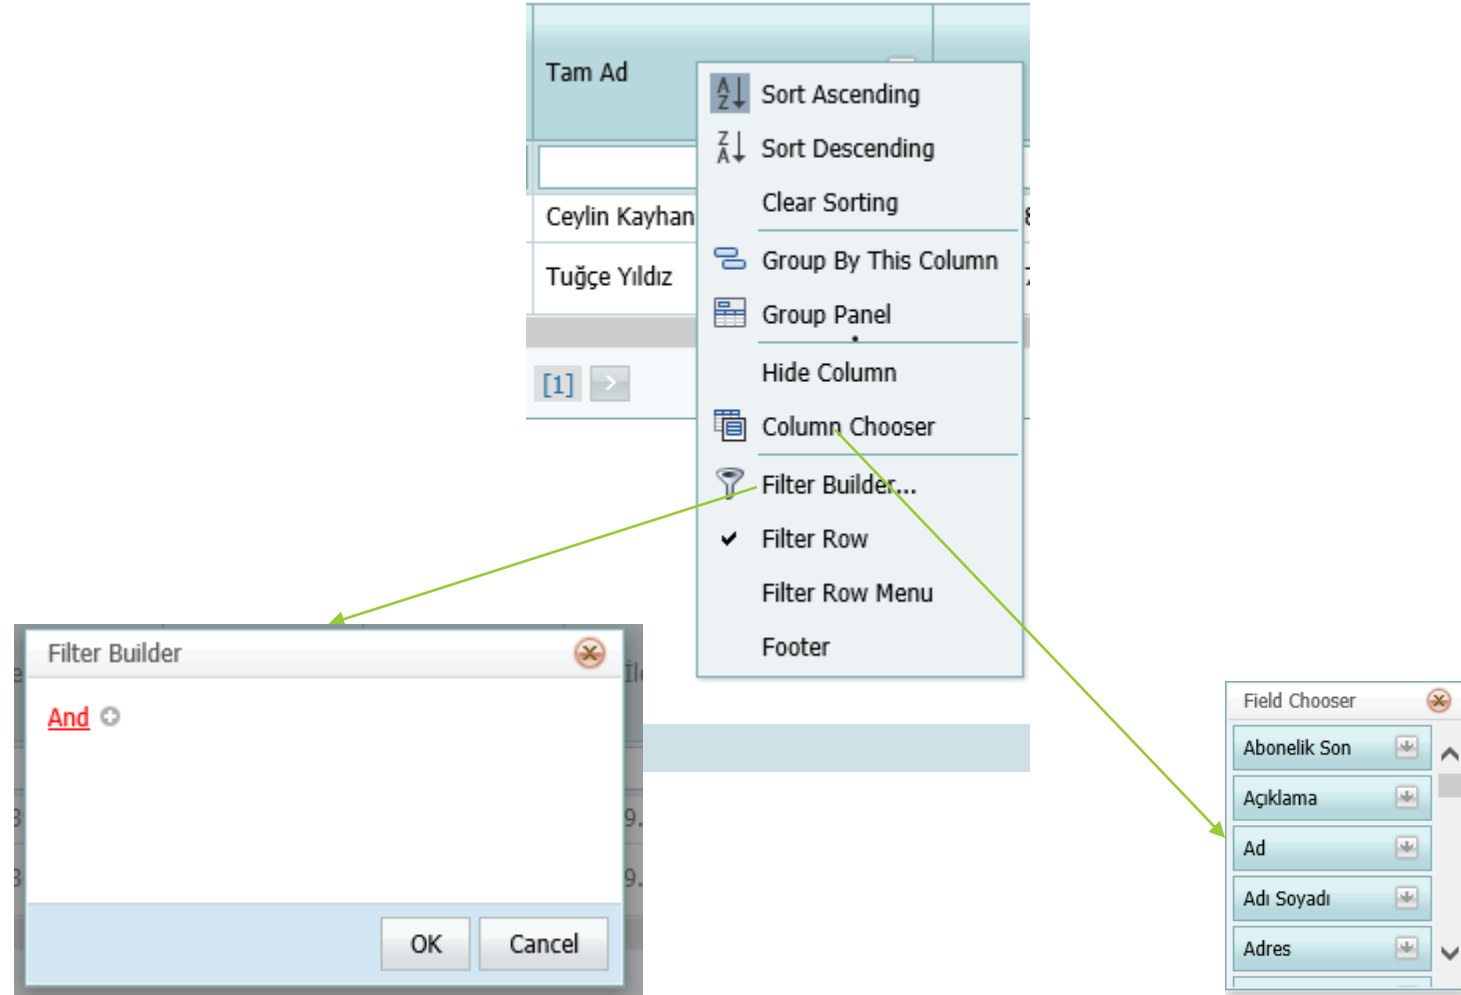 Tam Ad
Sort Ascending
Sort Descending
Clear Sorting
Ceylin Kayhan
Group By This Column
Tuğçe Yıldız
Group Panel
Hide Column
[1]
Column Chooser
Filter Builder...
Filter Row
Filter Row Menu
Footer
Filter Builder
And
OK Cancel
Field Chooser
Abonelik Son
Açıklama
Ad
Adı Soyadı
Adres